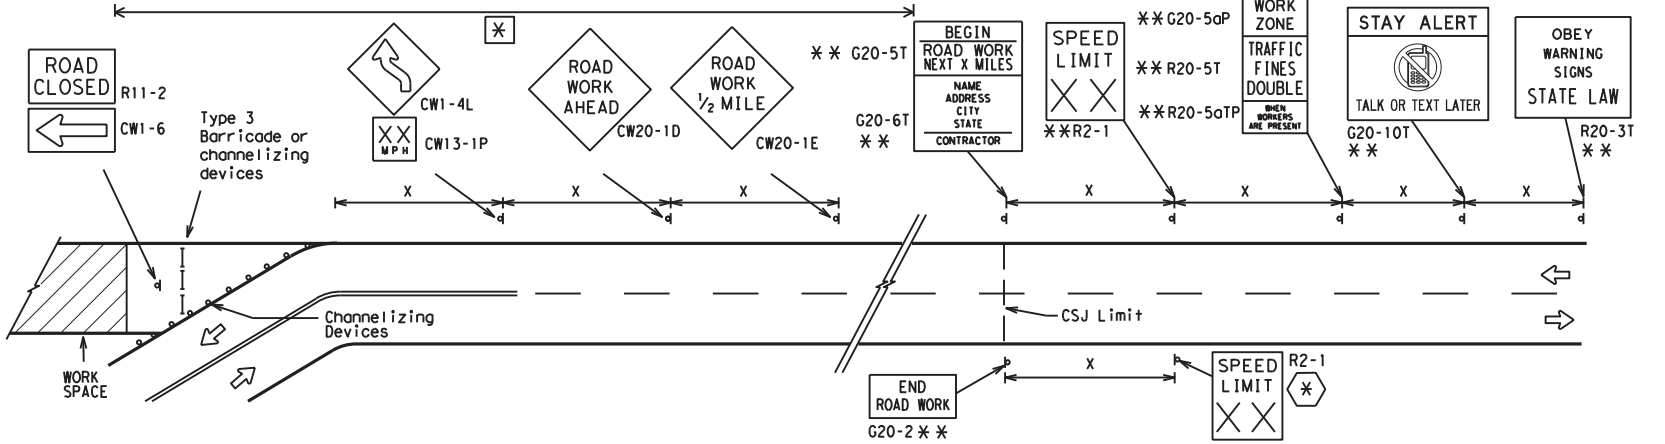 ROAD
CLOSED
R11-2
CW1-6
Type 3
Barricade or
channelizing
devices
CW1-4L
XX
MPH
CW13-1P
*
ROAD
WORK
AHEAD
CW20-1D
ROAD
WORK
1/2 MILE
CW20-1E
** G20-5T
G20-6T
**
BEGIN
ROAD WORK
NEXT X MILES
NAME
ADDRESS
CITY
STATE
CONTRACTOR
SPEED
LIMIT
X X
**R2-1
**G20-5aP
**R20-5T
**R20-5aTP
WORK
ZONE
TRAFFIC
FINES
DOUBLE
WHEN
WORKERS
ARE PRESENT
STAY ALERT
TALK OR TEXT LATER
G20-10T
**
OBEY
WARNING
SIGNS
STATE LAW
R20-3T
**
X
X
X
X
X
X
X
Channelizing
Devices
WORK
SPACE
CSJ Limit
X
END
ROAD WORK
G20-2 **
SPEED
LIMIT
X X
R2-1
*